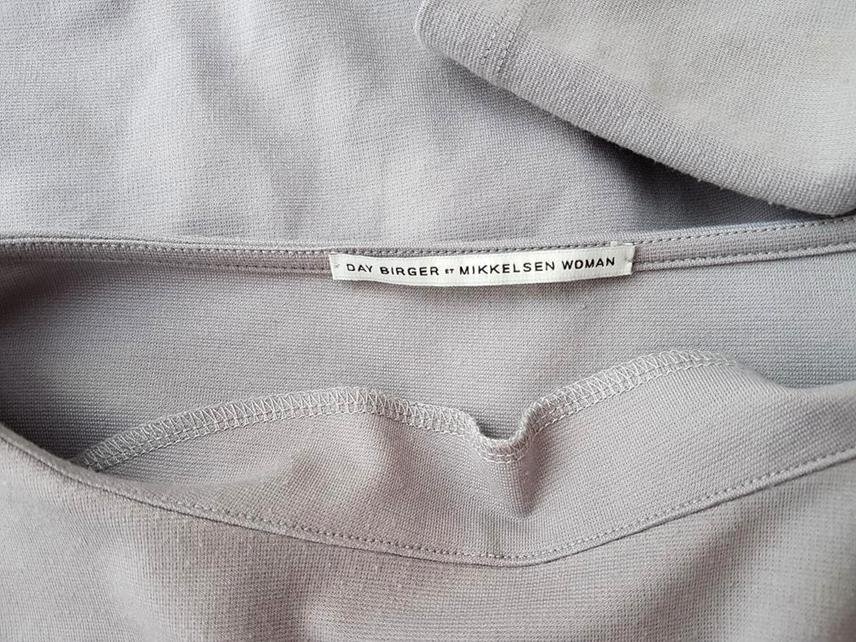 DAY BIRGER ET MIKKELSEN WOMAN